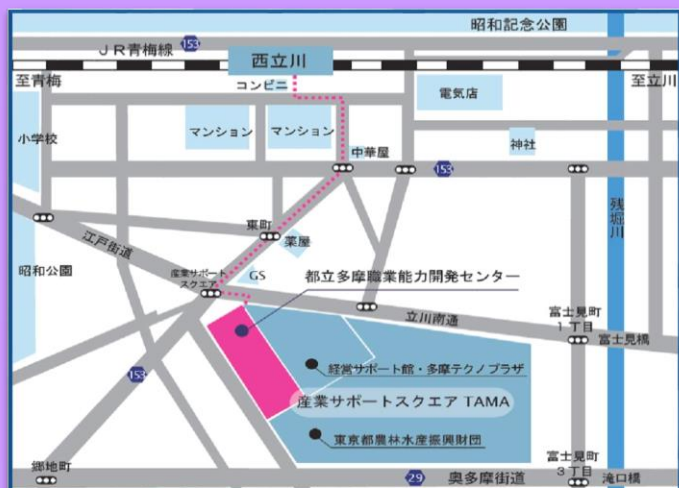 昭和記念公園
JR青梅線
153
西立川
至青梅
至立川
コンビニ
電気店
小学校
マンション
マンション
中華屋
神社
153
残堀川
東町
薬屋
江戸街道
昭和公園
産業サポート
スクエア
GS
都立多摩職業能力開発センター
立川南通
富士見町
1丁目
富士見橋
経営サポート館・多摩テクノプラザ
153
産業サポートスクエア TAMA
東京都農林水産振興財団
郷地町
29
奥多摩街道
富士見町
3丁目
滝口橋